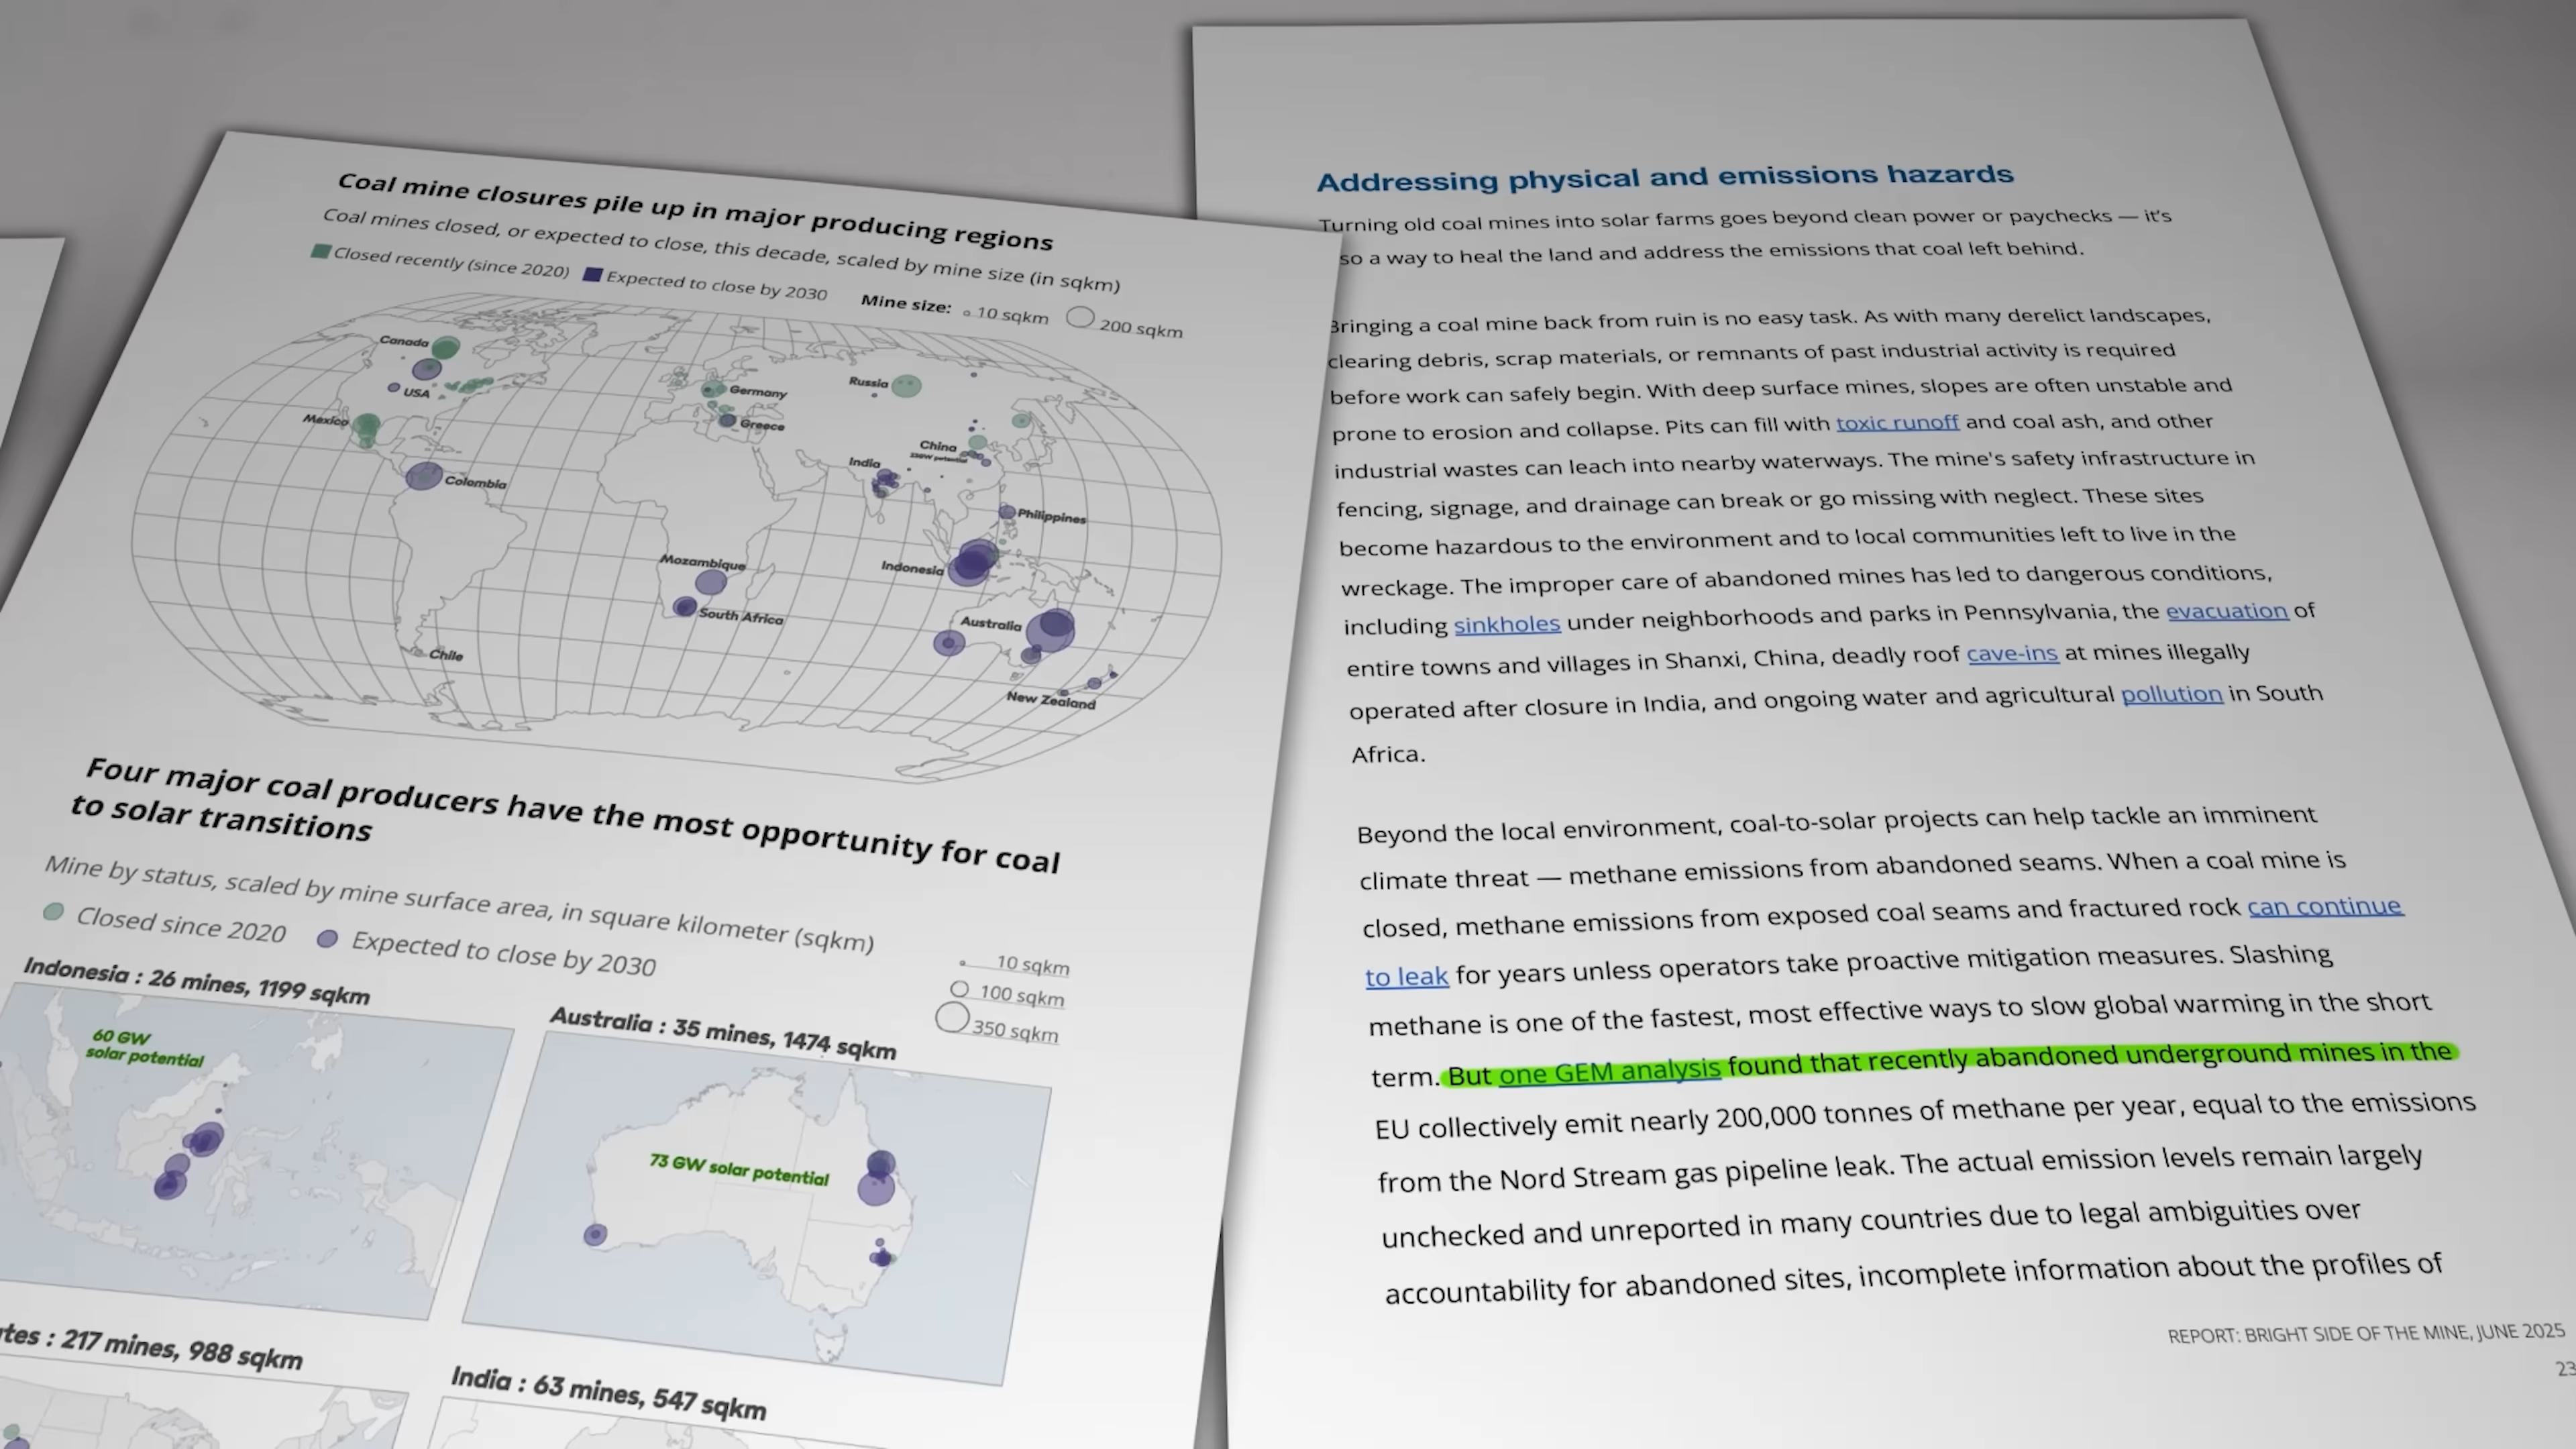 Coal mine closures pile up in major producing regions
Coal mines closed, or expected to close, this decade, scaled by mine size (in sqkm)
Closed recently (since 2020) Expected to close by 2030 Mine size: 10 sqkm 200 sqkm
Canada
USA
Mexico
Colombia
Chile
Germany
Greece
Russia
China
India
Philippines
Indonesia
Mozambique
South Africa
Australia
New Zealand
Four major coal producers have the most opportunity for coal
to solar transitions
Mine by status, scaled by mine surface area, in square kilometer (sqkm)
Closed since 2020 Expected to close by 2030
10 sqkm
100 sqkm
350 sqkm
Indonesia : 26 mines, 1199 sqkm
60 GW
solar potential
Australia : 35 mines, 1474 sqkm
73 GW solar potential
tes : 217 mines, 988 sqkm
India : 63 mines, 547 sqkm
Addressing physical and emissions hazards
Turning old coal mines into solar farms goes beyond clean power or paychecks — it's
so a way to heal the land and address the emissions that coal left behind.
Bringing a coal mine back from ruin is no easy task. As with many derelict landscapes,
clearing debris, scrap materials, or remnants of past industrial activity is required
before work can safely begin. With deep surface mines, slopes are often unstable and
prone to erosion and collapse. Pits can fill with toxic runoff and coal ash, and other
industrial wastes can leach into nearby waterways. The mine's safety infrastructure in
fencing, signage, and drainage can break or go missing with neglect. These sites
become hazardous to the environment and to local communities left to live in the
wreckage. The improper care of abandoned mines has led to dangerous conditions,
including sinkholes under neighborhoods and parks in Pennsylvania, the evacuation of
entire towns and villages in Shanxi, China, deadly roof cave-ins at mines illegally
operated after closure in India, and ongoing water and agricultural pollution in South
Africa.
Beyond the local environment, coal-to-solar projects can help tackle an imminent
climate threat — methane emissions from abandoned seams. When a coal mine is
closed, methane emissions from exposed coal seams and fractured rock can continue
to leak for years unless operators take proactive mitigation measures. Slashing
methane is one of the fastest, most effective ways to slow global warming in the short
term. But one GEM analysis found that recently abandoned underground mines in the
EU collectively emit nearly 200,000 tonnes of methane per year, equal to the emissions
from the Nord Stream gas pipeline leak. The actual emission levels remain largely
unchecked and unreported in many countries due to legal ambiguities over
accountability for abandoned sites, incomplete information about the profiles of
REPORT: BRIGHT SIDE OF THE MINE, JUNE 2025
23